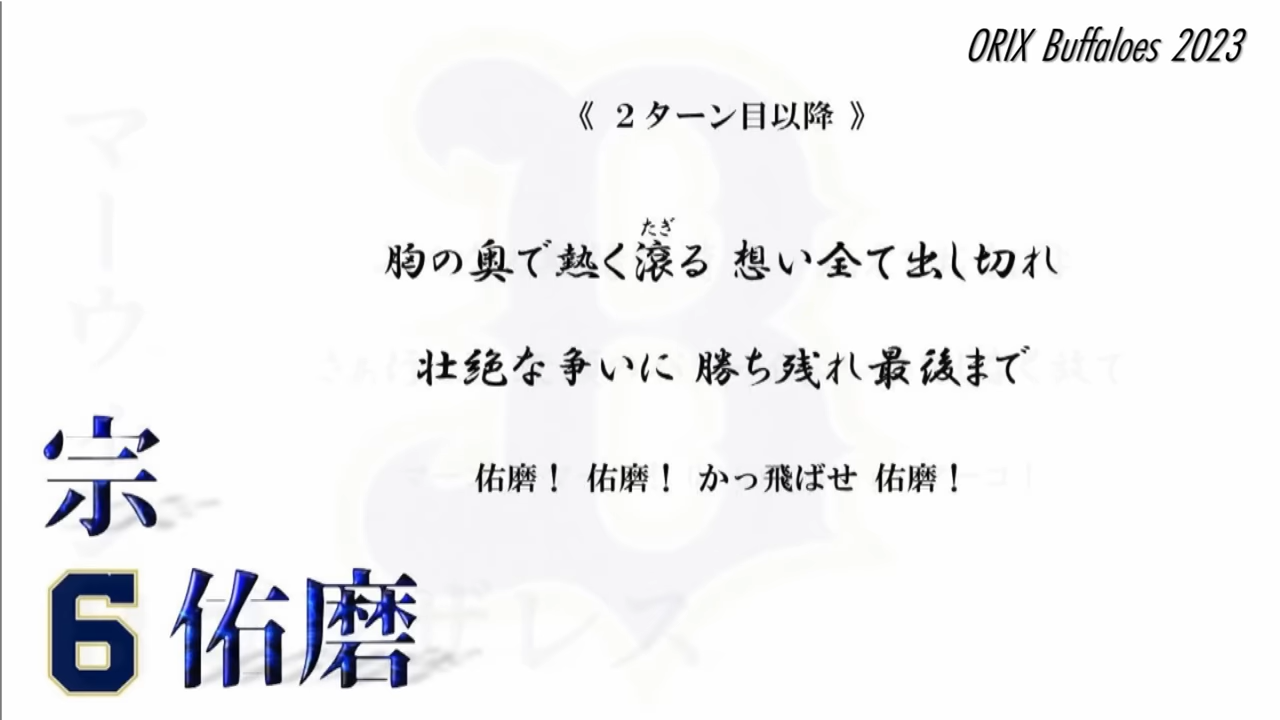 ORIX Buffaloes 2023
《 2ターン目以降 》
たぎ
胸の奥で熱く滾る 想い全て出し切れ
壮絶な争いに 勝ち残れ最後まで
佑磨! 佑磨! かっ飛ばせ 佑磨!
宗
6 佑磨